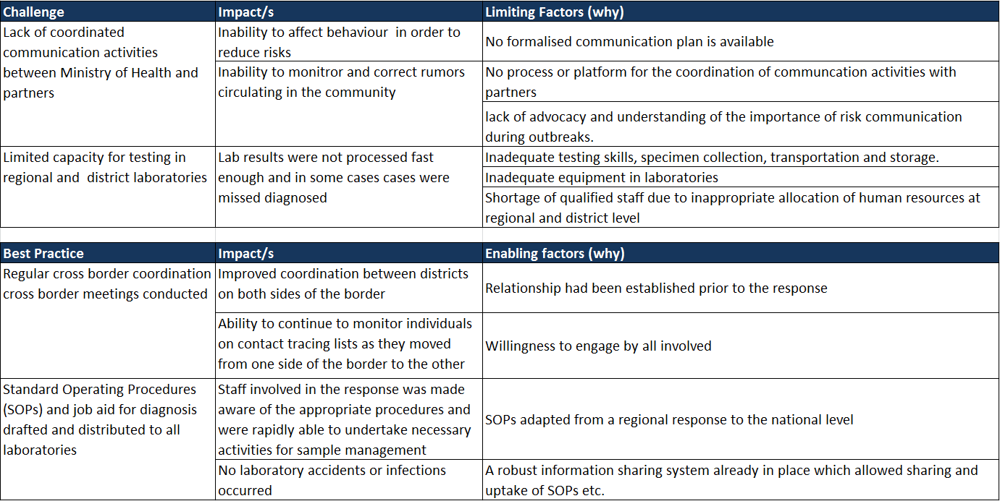 Challenge
Impact/s
Limiting Factors (why)
Lack of coordinated
communication activities
between Ministry of Health and
partners
Inability to affect behaviour  in order to
reduce risks
No formalised communication plan is available
Inability to monitror and correct rumors
circulating in the community
No process or platform for the coordination of communcation activities with
partners
lack of advocacy and understanding of the importance of risk communication
during outbreaks.
Limited capacity for testing in
regional and  district laboratories
Lab results were not processed fast
enough and in some cases cases were
missed diagnosed
Inadequate testing skills, specimen collection, transportation and storage.
Inadequate equipment in laboratories
Shortage of qualified staff due to inappropriate allocation of human resources at
regional and district level
Best Practice
Impact/s
Enabling factors (why)
Regular cross border coordination
cross border meetings conducted
Improved coordination between districts
on both sides of the border
Relationship had been established prior to the response
Ability to continue to monitor individuals
on contact tracing lists as they moved
from one side of the border to the other
Willingness to engage by all involved
Standard Operating Procedures
(SOPs) and job aid for diagnosis
drafted and distributed to all
laboratories
Staff involved in the response was made
aware of the appropriate procedures and
were rapidly able to undertake necessary
activities for sample management
SOPs adapted from a regional response to the national level
No laboratory accidents or infections
occurred
A robust information sharing system already in place which allowed sharing and
uptake of SOPs etc.